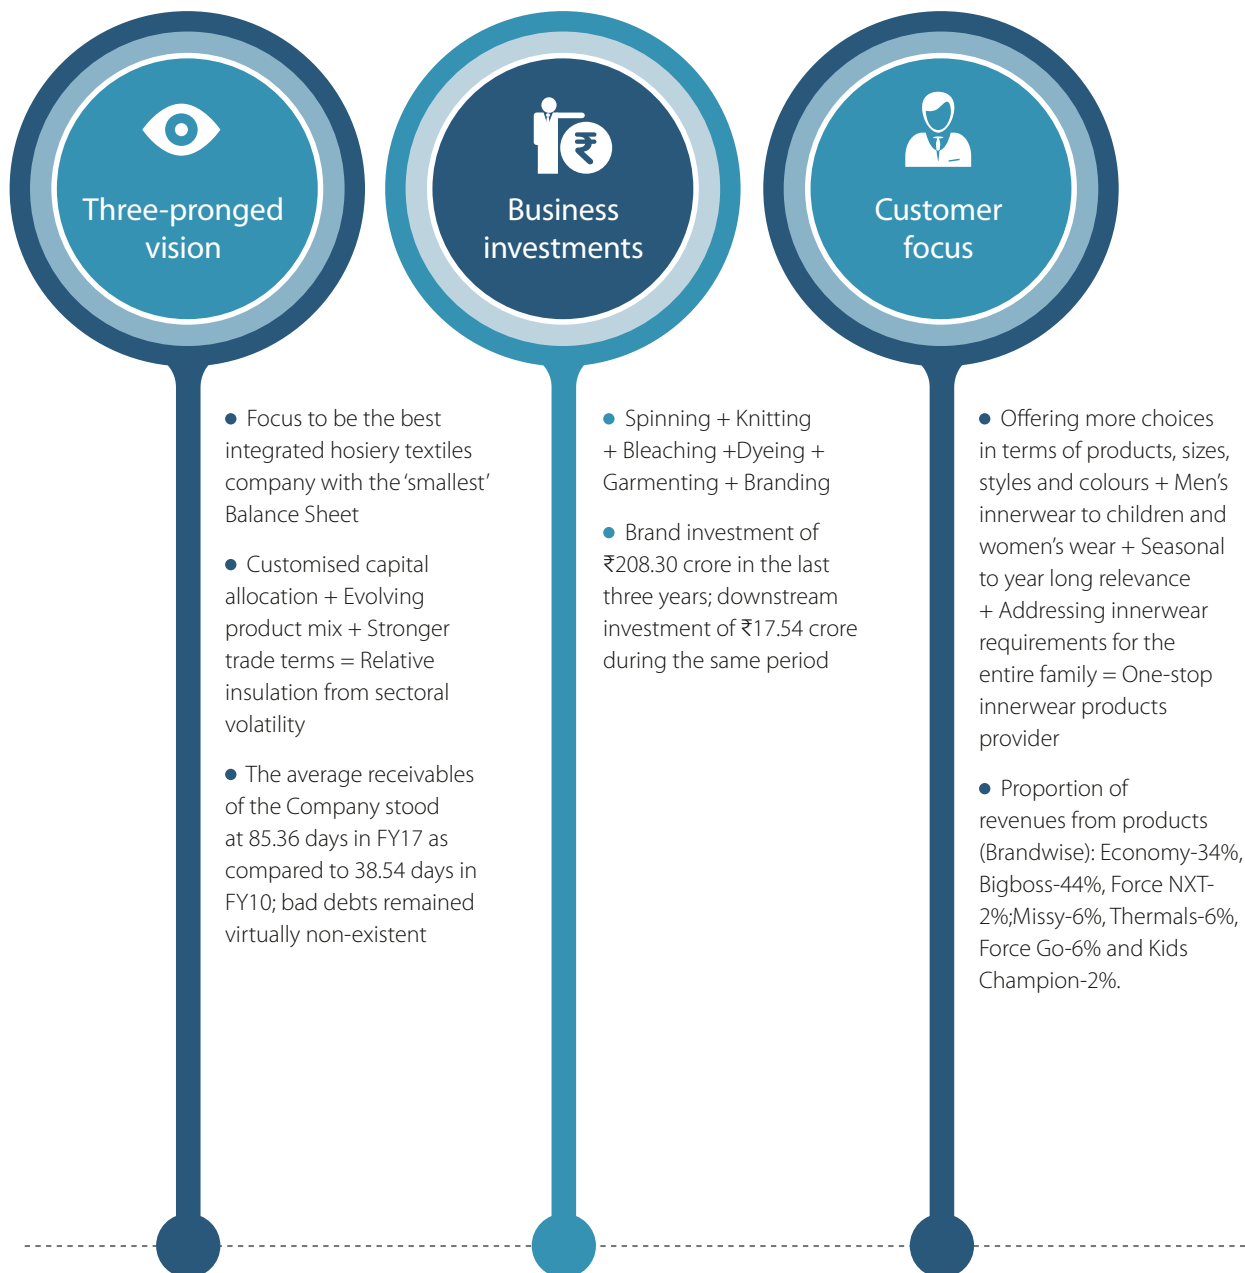 Three-pronged
vision
● Focus to be the best
integrated hosiery textiles
company with the ‘smallest’
Balance Sheet
● Customised capital
allocation + Evolving
product mix + Stronger
trade terms = Relative
insulation from sectoral
volatility
● The average receivables
of the Company stood
at 85.36 days in FY17 as
compared to 38.54 days in
FY10; bad debts remained
virtually non-existent
₹
Business
investments
● Spinning + Knitting
+ Bleaching +Dyeing +
Garmenting + Branding
● Brand investment of
₹208.30 crore in the last
three years; downstream
investment of ₹17.54 crore
during the same period
Customer
focus
● Offering more choices
in terms of products, sizes,
styles and colours + Men’s
innerwear to children and
women’s wear + Seasonal
to year long relevance
+ Addressing innerwear
requirements for the
entire family = One-stop
innerwear products
provider
● Proportion of
revenues from products
(Brandwise): Economy-34%,
Bigboss-44%, Force NXT-
2%;Missy-6%, Thermals-6%,
Force Go-6% and Kids
Champion-2%.